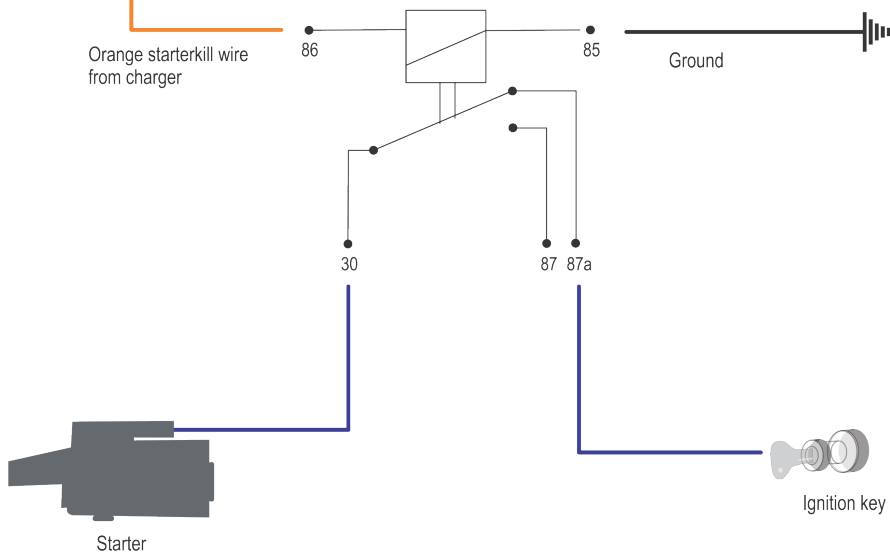 Orange starterkill wire
from charger
86
85
Ground
30
87 87a
Ignition key
Starter